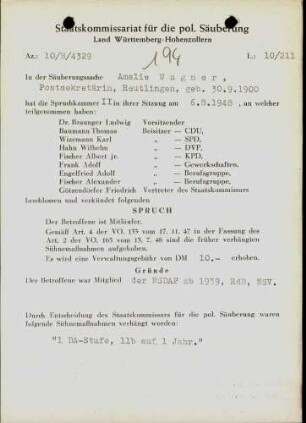 Staatskommissariat für die pol. Säuberung
Land Württemberg-Hohenzollern
Az.: 10/B/4329
194
L.: 10/211
In der Säuberungssache Amalie Wagner,
Postsekretärin, Reutlingen, geb. 30.9.1900
hat die Spruchkammer II in ihrer Sitzung am 6.8.1948, an welcher
teilgenommen haben:
Dr. Braunger Ludwig Vorsitzender
Baumann Thomas Beisitzer — CDU,
Wizemann Karl „ — SPD,
Hahn Wilhelm „ — DVP,
Fischer Albert jr. „ — KPD,
Frank Adolf „ — Gewerkschaften,
Engelfried Adolf „ — Berufsgruppe,
Fischer Alexander „ — Berufsgruppe,
Götzendörfer Friedrich Vertreter des Staatskommissars
beschlossen und verkündet folgenden
SPRUCH
Der Betroffene ist Mitläufer.
Gemäß Art. 4 der VO. 133 vom 17. 11. 47 in der Fassung des
Art. 2 der VO. 165 vom 13. 7. 48 sind die früher verhängten
Sühnemaßnahmen aufgehoben.
Es wird eine Verwaltungsgebühr von DM 10.— erhoben.
Gründe
Der Betroffene war Mitglied der NSDAP ab 1939, RdB, NSV.
Durch Entscheidung des Staatskommissars für die pol. Säuberung waren
folgende Sühnemaßnahmen verhängt worden:
"1 DA-Stufe, 11b auf 1 Jahr."